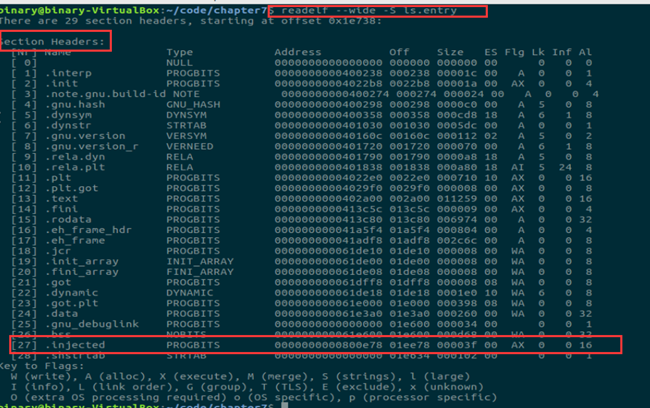 binary@binary-VirtualBox:~/code/chapter7$ readelf --wide -S ls.entry
There are 29 section headers, starting at offset 0x1e738:
Section Headers:
[Nr] Name Type Address Off Size ES Flg Lk Inf Al
[ 0] NULL 0000000000000000 000000 000000 00 0 0 0
[ 1] .interp PROGBITS 0000000000400238 000238 00001c 00 A 0 0 1
[ 2] .init PROGBITS 00000000004022b8 0022b8 00001a 00 AX 0 0 4
[ 3] .note.gnu.build-id NOTE 0000000000400274 000274 000024 00 A 0 0 4
[ 4] .gnu.hash GNU_HASH 0000000000400298 000298 0000c0 00 A 5 0 8
[ 5] .dynsym DYNSYM 0000000000400358 000358 000cd8 18 A 6 1 8
[ 6] .dynstr STRTAB 0000000000401030 001030 0005dc 00 A 0 0 1
[ 7] .gnu.version VERSYM 000000000040160c 00160c 000112 02 A 5 0 2
[ 8] .gnu.version_r VERNEED 0000000000401720 001720 000070 00 A 6 1 8
[ 9] .rela.dyn RELA 0000000000401790 001790 0000a8 18 A 5 0 8
[10] .rela.plt RELA 0000000000401838 001838 000a80 18 AI 5 24 8
[11] .plt PROGBITS 00000000004022e0 0022e0 000710 10 AX 0 0 16
[12] .plt.got PROGBITS 00000000004029f0 0029f0 000008 00 AX 0 0 8
[13] .text PROGBITS 0000000000402a00 002a00 011259 00 AX 0 0 16
[14] .fini PROGBITS 0000000000413c5c 013c5c 000009 00 AX 0 0 4
[15] .rodata PROGBITS 0000000000413c80 013c80 006974 00 A 0 0 32
[16] .eh_frame_hdr PROGBITS 000000000041a5f4 01a5f4 000804 00 A 0 0 4
[17] .eh_frame PROGBITS 000000000041adf8 01adf8 002c6c 00 A 0 0 8
[18] .jcr PROGBITS 000000000061de10 01de10 000008 00 WA 0 0 8
[19] .init_array INIT_ARRAY 000000000061de00 01de00 000008 00 WA 0 0 8
[20] .fini_array FINI_ARRAY 000000000061de08 01de08 000008 00 WA 0 0 8
[21] .got PROGBITS 000000000061dff8 01dff8 000008 08 WA 0 0 8
[22] .dynamic DYNAMIC 000000000061de18 01de18 0001e0 10 WA 6 0 8
[23] .got.plt PROGBITS 000000000061e000 01e000 000398 08 WA 0 0 8
[24] .data PROGBITS 000000000061e3a0 01e3a0 000260 00 WA 0 0 32
[25] .gnu_debuglink PROGBITS 0000000000000000 01e600 000034 00 0 0 1
[26] .bss NOBITS 000000000061e600 01e600 000d68 00 WA 0 0 32
[27] .injected PROGBITS 0000000000800e78 01ee78 00003f 00 AX 0 0 16
[28] .shstrtab STRTAB 0000000000000000 01e634 000102 00 0 0 1
Key to Flags:
W (write), A (alloc), X (execute), M (merge), S (strings), l (large)
I (info), L (link order), G (group), T (TLS), E (exclude), x (unknown)
O (extra OS processing required) o (OS specific), p (processor specific)
binary@binary-VirtualBox:~/code/chapter7$